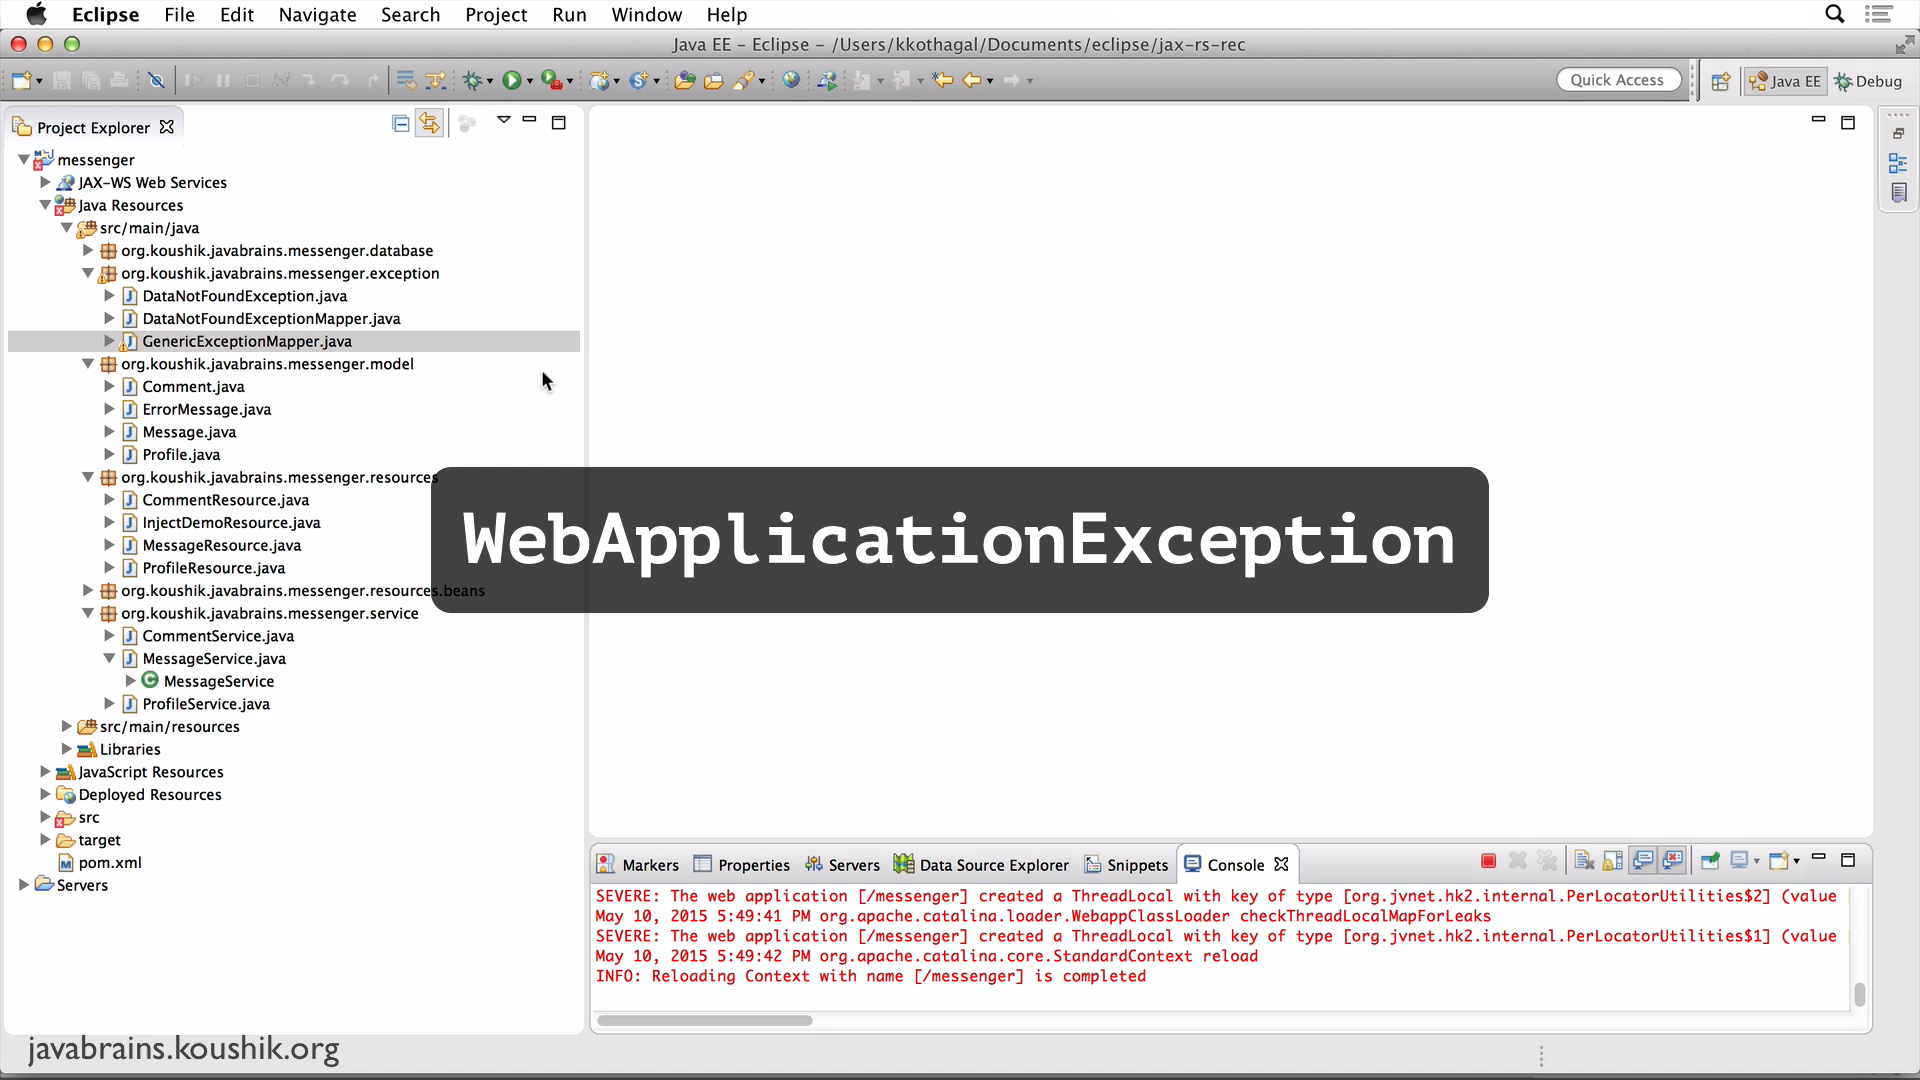 Eclipse File Edit Navigate Search Project Run Window Help
Java EE – Eclipse – /Users/kkothagal/Documents/eclipse/jax-rs-rec
Quick Access
Java EE
Debug
Project Explorer
messenger
JAX-WS Web Services
Java Resources
src/main/java
org.koushik.javabrains.messenger.database
org.koushik.javabrains.messenger.exception
DataNotFoundException.java
DataNotFoundExceptionMapper.java
GenericExceptionMapper.java
org.koushik.javabrains.messenger.model
Comment.java
ErrorMessage.java
Message.java
Profile.java
org.koushik.javabrains.messenger.resources
CommentResource.java
InjectDemoResource.java
MessageResource.java
ProfileResource.java
org.koushik.javabrains.messenger.resources.beans
org.koushik.javabrains.messenger.service
CommentService.java
MessageService.java
MessageService
ProfileService.java
src/main/resources
Libraries
JavaScript Resources
Deployed Resources
src
target
pom.xml
Servers
WebApplicationException
Markers Properties Servers Data Source Explorer Snippets Console
SEVERE: The web application [/messenger] created a ThreadLocal with key of type [org.jvnet.hk2.internal.PerLocatorUtilities$2] (value
May 10, 2015 5:49:41 PM org.apache.catalina.loader.WebappClassLoader checkThreadLocalMapForLeaks
SEVERE: The web application [/messenger] created a ThreadLocal with key of type [org.jvnet.hk2.internal.PerLocatorUtilities$1] (value
May 10, 2015 5:49:42 PM org.apache.catalina.core.StandardContext reload
INFO: Reloading Context with name [/messenger] is completed
javabrains.koushik.org